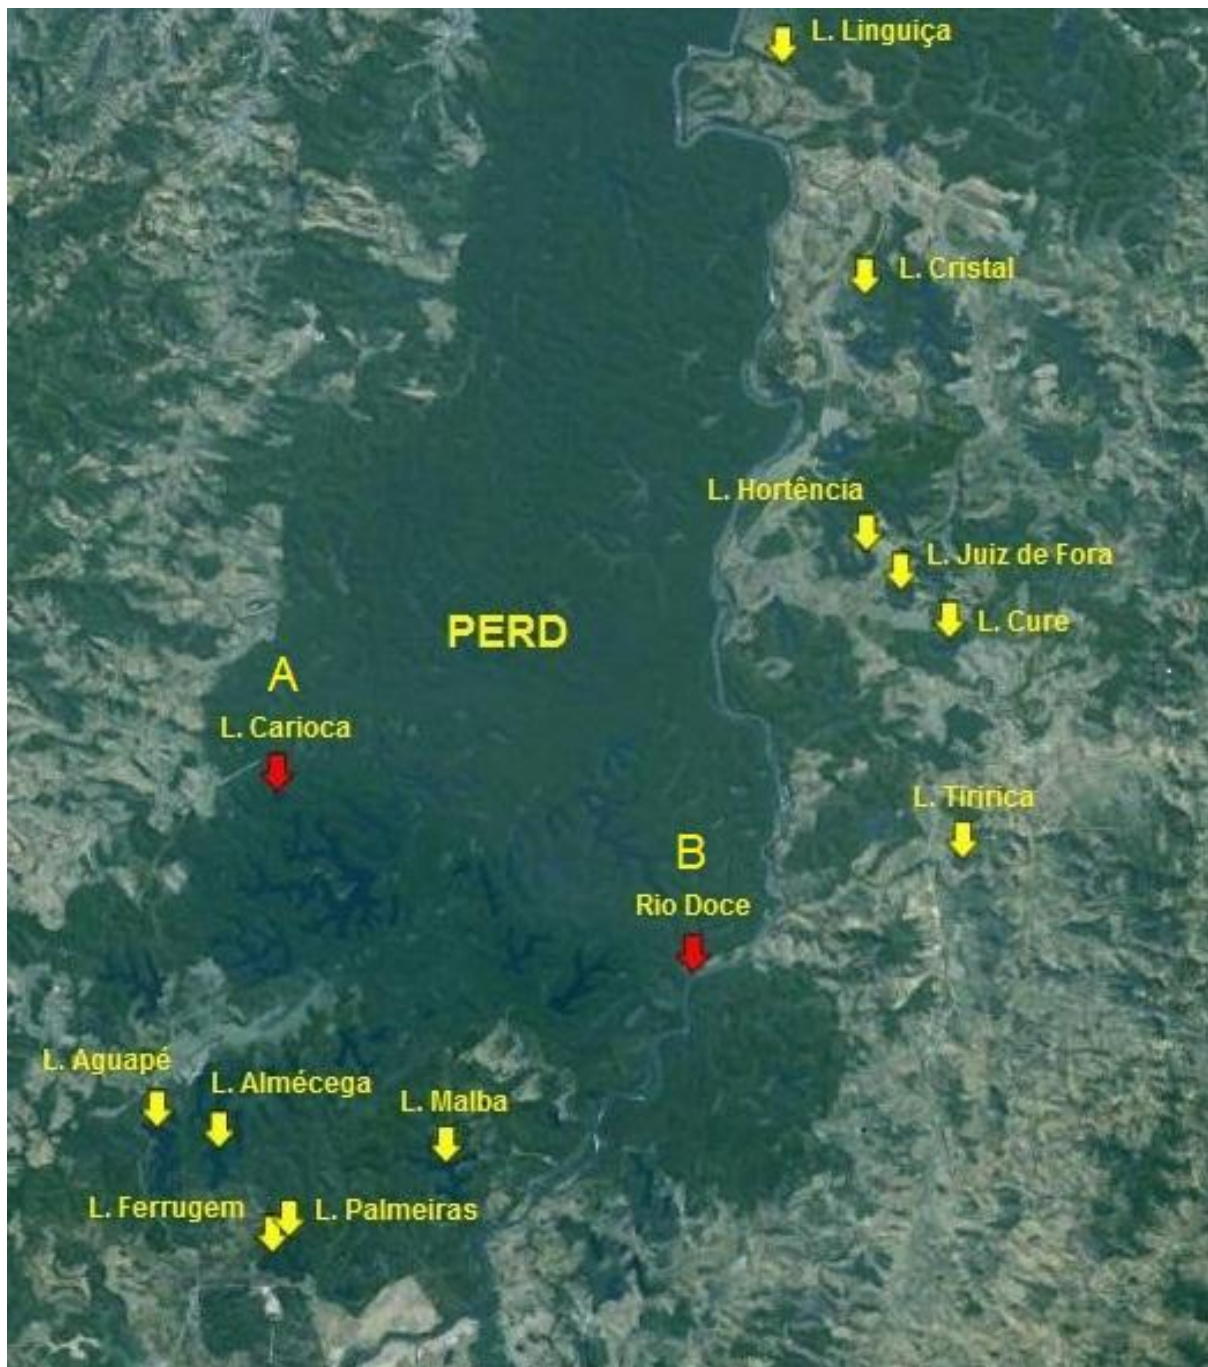 L. Linguiça
L. Cristal
L. Hortência
L. Juiz de Fora
L. Cure
PERD
A
L. Carioca
L. Tiririca
B
Rio Doce
L. Aguapé
L. Almécega
L. Malba
L. Ferrugem
L. Palmeiras